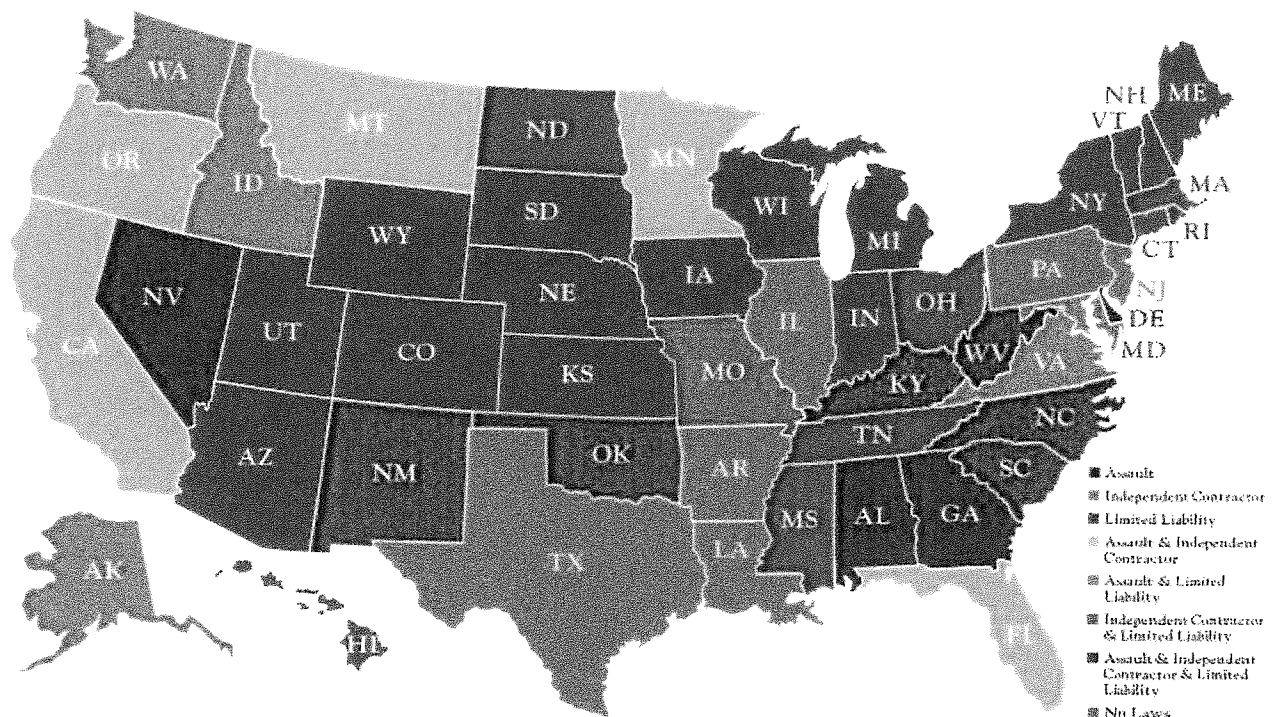 WA
OR
ID
MT
ND
MN
SD
WY
NE
IA
WI
MI
CA
NV
UT
CO
KS
MO
IL
IN
OH
PA
NY
NH
VT
ME
MA
RI
CT
NJ
DE
MD
WV
VA
KY
TN
NC
SC
AZ
NM
OK
AR
TX
LA
MS
AL
GA
FL
AK
HI
Assault
Independent Contractor
Limited Liability
Assault & Independent
Contractor
Assault & Limited
Liability
Independent Contractor
& Limited Liability
Assault & Independent
Contractor & Limited
Liability
No Laws